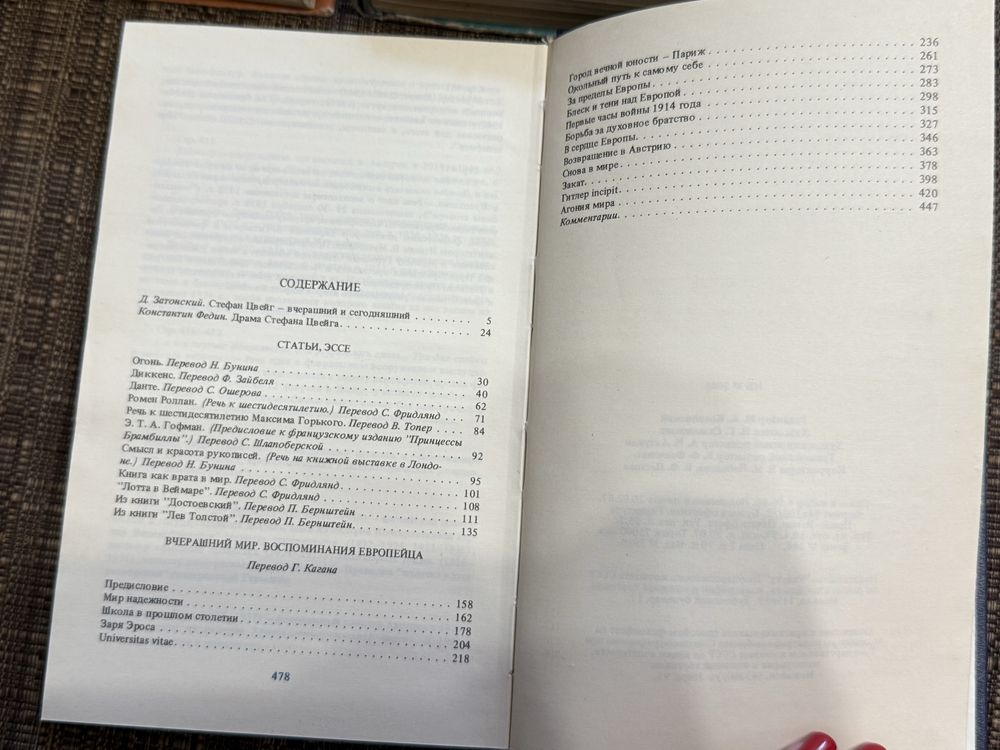 СОДЕРЖАНИЕ
Д. Затонский. Стефан Цвейг – вчерашний и сегодняшний . . . . . . . . 5
Константин Федин. Драма Стефана Цвейга. . . . . . . . . . . . . . . . . . 24
СТАТЬИ, ЭССЕ
Огонь. Перевод Н. Бунина . . . . . . . . . . . . . . . . . . . . . . . . . 30
Диккенс. Перевод Ф. Зайбеля . . . . . . . . . . . . . . . . . . . . . . . 40
Данте. Перевод С. Ошерова . . . . . . . . . . . . . . . . . . . . . . . . 62
Ромен Роллан. (Речь к шестидесятилетию.) Перевод С. Фридлянд . . 71
Речь к шестидесятилетию Максима Горького. Перевод В. Топер . . . 84
Э. Т. А. Гофман. (Предисловие к французскому изданию "Принцессы
Брамбиллы".) Перевод С. Шлапоберской . . . . . . . . . . . . . . . . 92
Смысл и красота рукописей. (Речь на книжной выставке в Лондо-
не.) Перевод Н. Бунина . . . . . . . . . . . . . . . . . . . . . . . . . . 95
Книга как врата в мир. Перевод С. Фридлянд. . . . . . . . . . . . . . . 101
"Лотта в Веймаре". Перевод С. Фридлянд . . . . . . . . . . . . . . . . 108
Из книги "Достоевский". Перевод П. Бернштейн . . . . . . . . . . . . 111
Из книги "Лев Толстой". Перевод П. Бернштейн. . . . . . . . . . . . . 135
ВЧЕРАШНИЙ МИР. ВОСПОМИНАНИЯ ЕВРОПЕЙЦА
Перевод Г. Кагана
Предисловие . . . . . . . . . . . . . . . . . . . . . . . . . . . . . . . 158
Мир надежности . . . . . . . . . . . . . . . . . . . . . . . . . . . . . 162
Школа в прошлом столетии . . . . . . . . . . . . . . . . . . . . . . . . 178
Заря Эроса . . . . . . . . . . . . . . . . . . . . . . . . . . . . . . . . 204
Universitas vitae. . . . . . . . . . . . . . . . . . . . . . . . . . . . . . 218
478
Город вечной юности – Париж . . . . . . . . . . . . . . . . . . . . . . 236
Окольный путь к самому себе . . . . . . . . . . . . . . . . . . . . . . 261
За пределы Европы . . . . . . . . . . . . . . . . . . . . . . . . . . . . 273
Блеск и тени над Европой . . . . . . . . . . . . . . . . . . . . . . . . 283
Первые часы войны 1914 года . . . . . . . . . . . . . . . . . . . . . . 298
Борьба за духовное братство . . . . . . . . . . . . . . . . . . . . . . 315
В сердце Европы. . . . . . . . . . . . . . . . . . . . . . . . . . . . . . 327
Возвращение в Австрию . . . . . . . . . . . . . . . . . . . . . . . . . 346
Снова в мире. . . . . . . . . . . . . . . . . . . . . . . . . . . . . . . . 363
Закат. . . . . . . . . . . . . . . . . . . . . . . . . . . . . . . . . . . . 378
Гитлер incipit. . . . . . . . . . . . . . . . . . . . . . . . . . . . . . . . 398
Агония мира . . . . . . . . . . . . . . . . . . . . . . . . . . . . . . . . 420
Комментарии. . . . . . . . . . . . . . . . . . . . . . . . . . . . . . . . 447